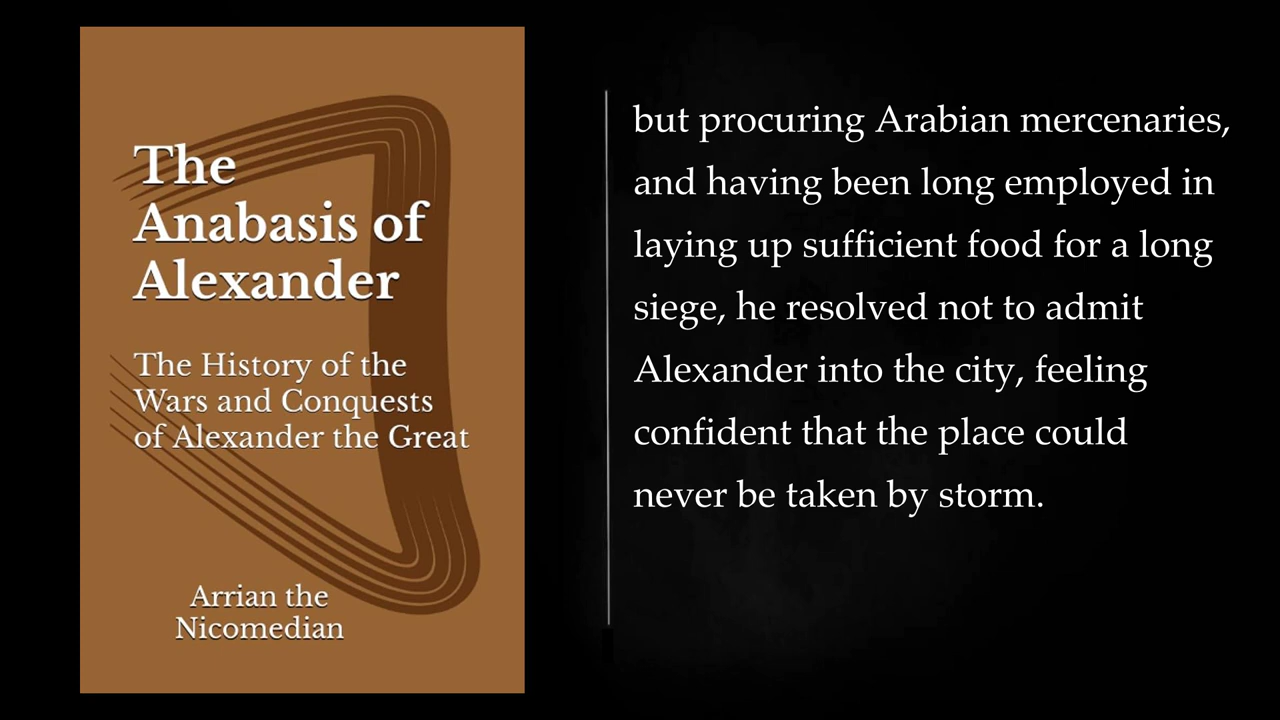 The
Anabasis of
Alexander
The History of the
Wars and Conquests
of Alexander the Great
Arrian the
Nicomedian
but procuring Arabian mercenaries,
and having been long employed in
laying up sufficient food for a long
siege, he resolved not to admit
Alexander into the city, feeling
confident that the place could
never be taken by storm.